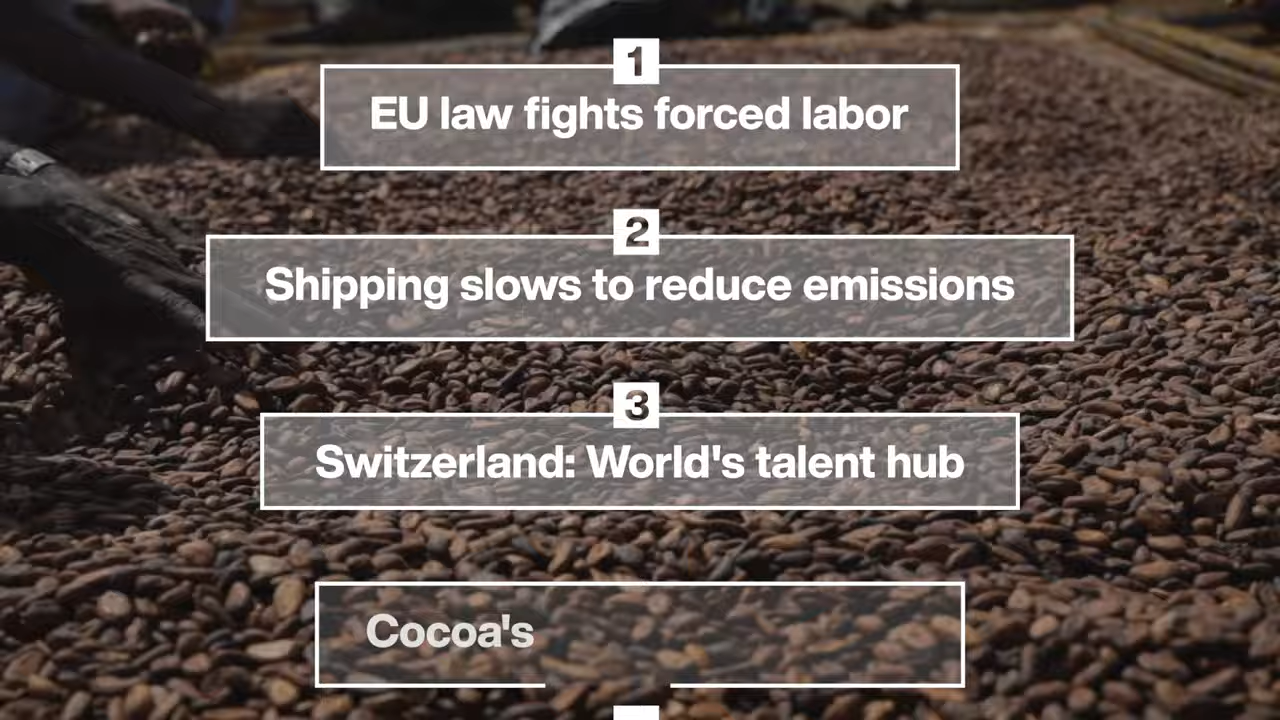 1
EU law fights forced labor
2
Shipping slows to reduce emissions
3
Switzerland: World's talent hub
Cocoa's